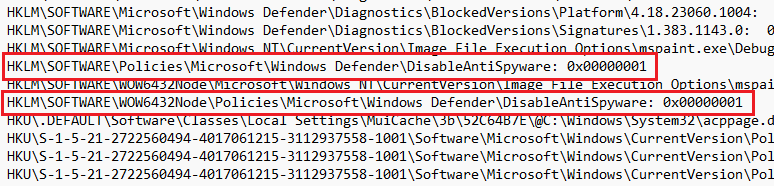 HKLM\SOFTWARE\Microsoft\Windows Defender\Diagnostics\BlockedVersions\Platform\4.18.23060.1004:
HKLM\SOFTWARE\Microsoft\Windows Defender\Diagnostics\BlockedVersions\Signatures\1.383.1143.0: 0
HKLM\SOFTWARE\Microsoft\Windows NT\CurrentVersion\Image File Execution Options\mspaint.exe\Debug
HKLM\SOFTWARE\Policies\Microsoft\Windows Defender\DisableAntiSpyware: 0x00000001
HKLM\SOFTWARE\WOW6432Node\Microsoft\Windows NT\CurrentVersion\Image File Execution Options\mspa
HKLM\SOFTWARE\WOW6432Node\Policies\Microsoft\Windows Defender\DisableAntiSpyware: 0x00000001
HKU\.DEFAULT\Software\Classes\Local Settings\MuiCache\3b\52C64B7E\@C:\Windows\System32\acppage.d
HKU\S-1-5-21-2722560494-4017061215-3112937558-1001\Software\Microsoft\Windows\CurrentVersion\Pol
HKU\S-1-5-21-2722560494-4017061215-3112937558-1001\Software\Microsoft\Windows\CurrentVersion\Pol
HKU\S-1-5-21-2722560494-4017061215-3112937558-1001\Software\Microsoft\Windows\CurrentVersion\Pol